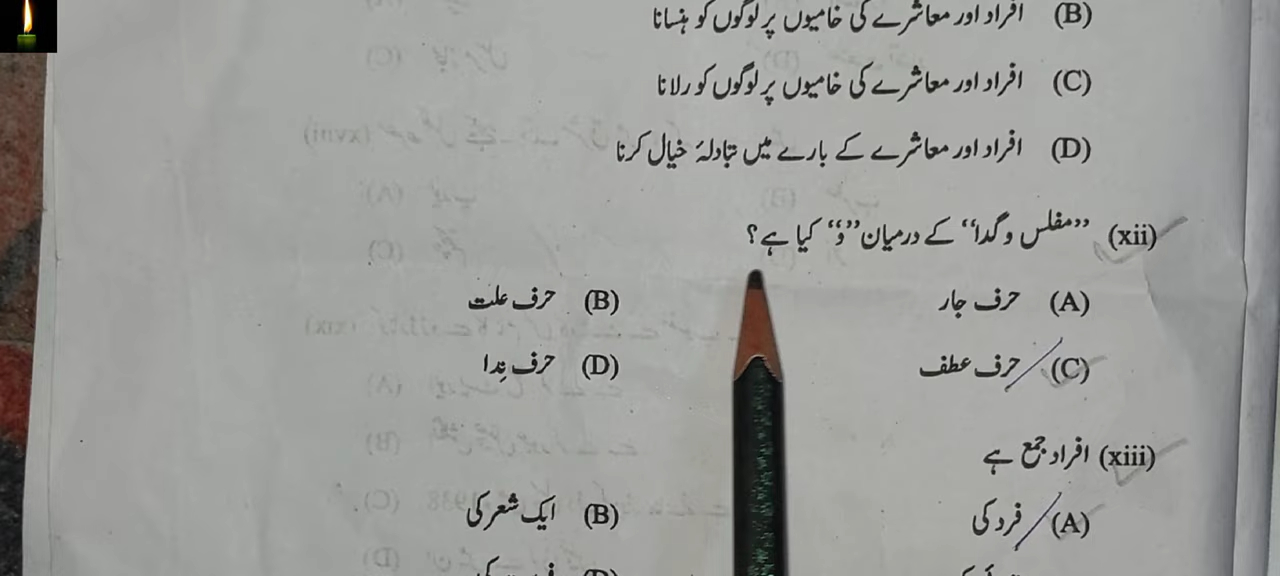 (B) افراد اور معاشرے کی خامیوں پر لوگوں کو ہنسانا
(C) افراد اور معاشرے کی خامیوں پر لوگوں کو رلانا
(D) افراد اور معاشرے کے بارے میں تبادلۂ خیال کرنا
(xii) ”مفلس و گدا“ کے درمیان ”و“ کیا ہے؟
(A) حرف جار (B) حرف علت
(C) حرف عطف (D) حرف نِدا
(xiii) افراد جمع ہے
(A) فرد کی (B) ایک شعر کی
(D)